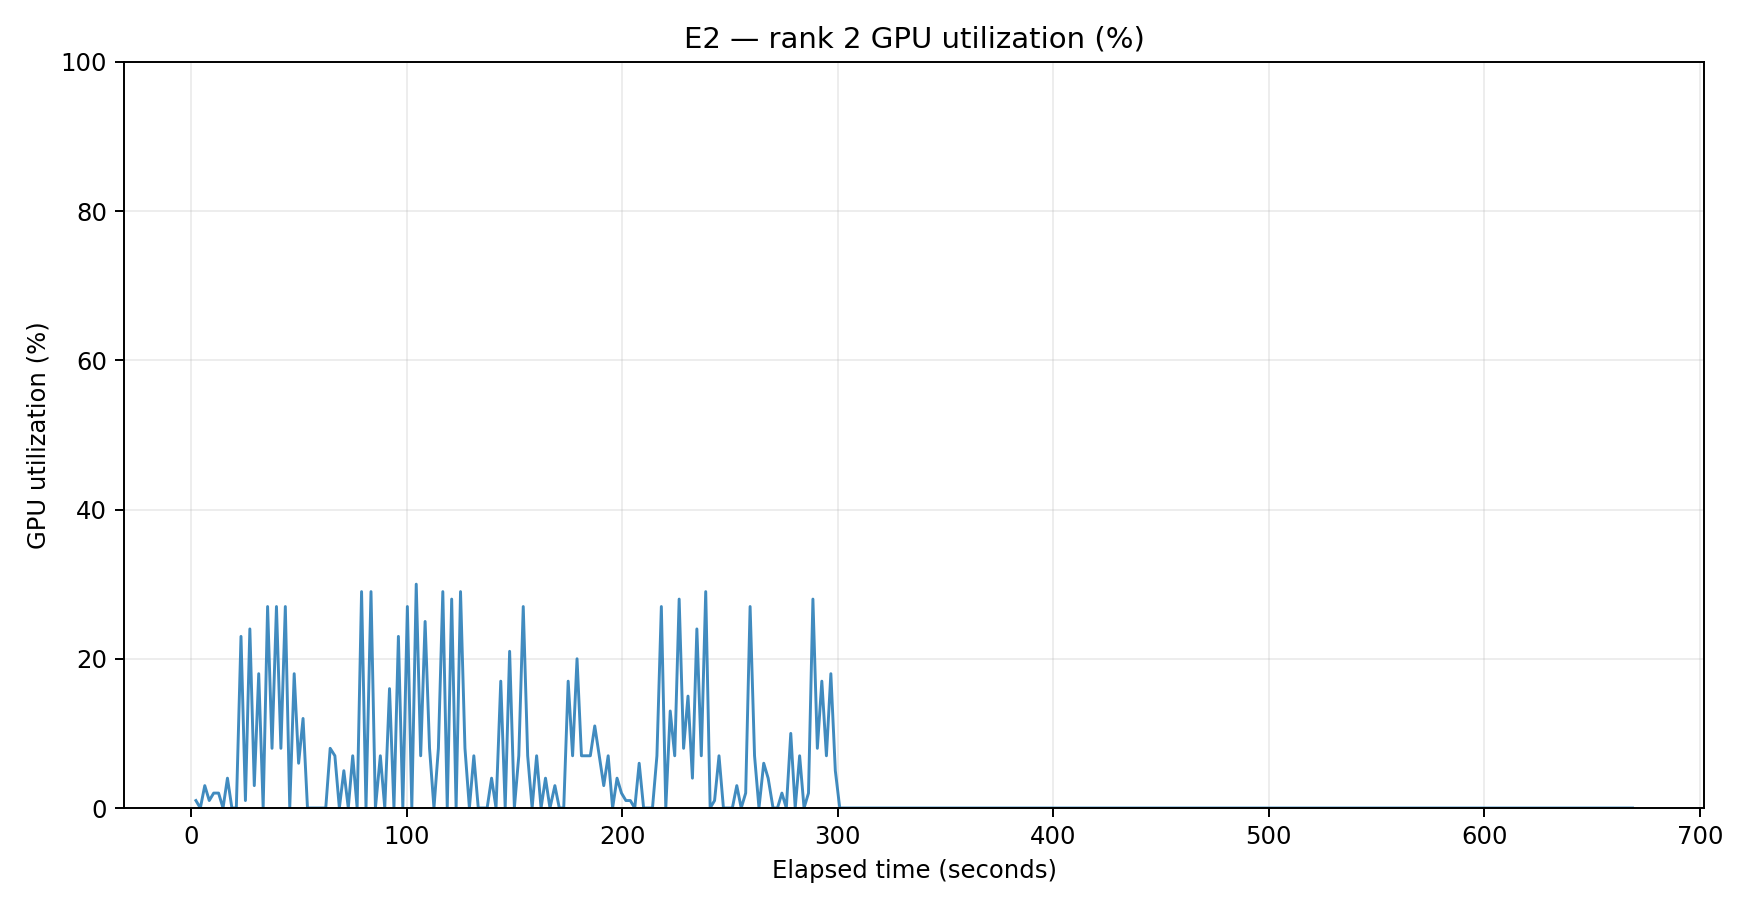 E2 — rank 2 GPU utilization (%)
GPU utilization (%)
100
80
60
40
20
0
0 100 200 300 400 500 600 700
Elapsed time (seconds)